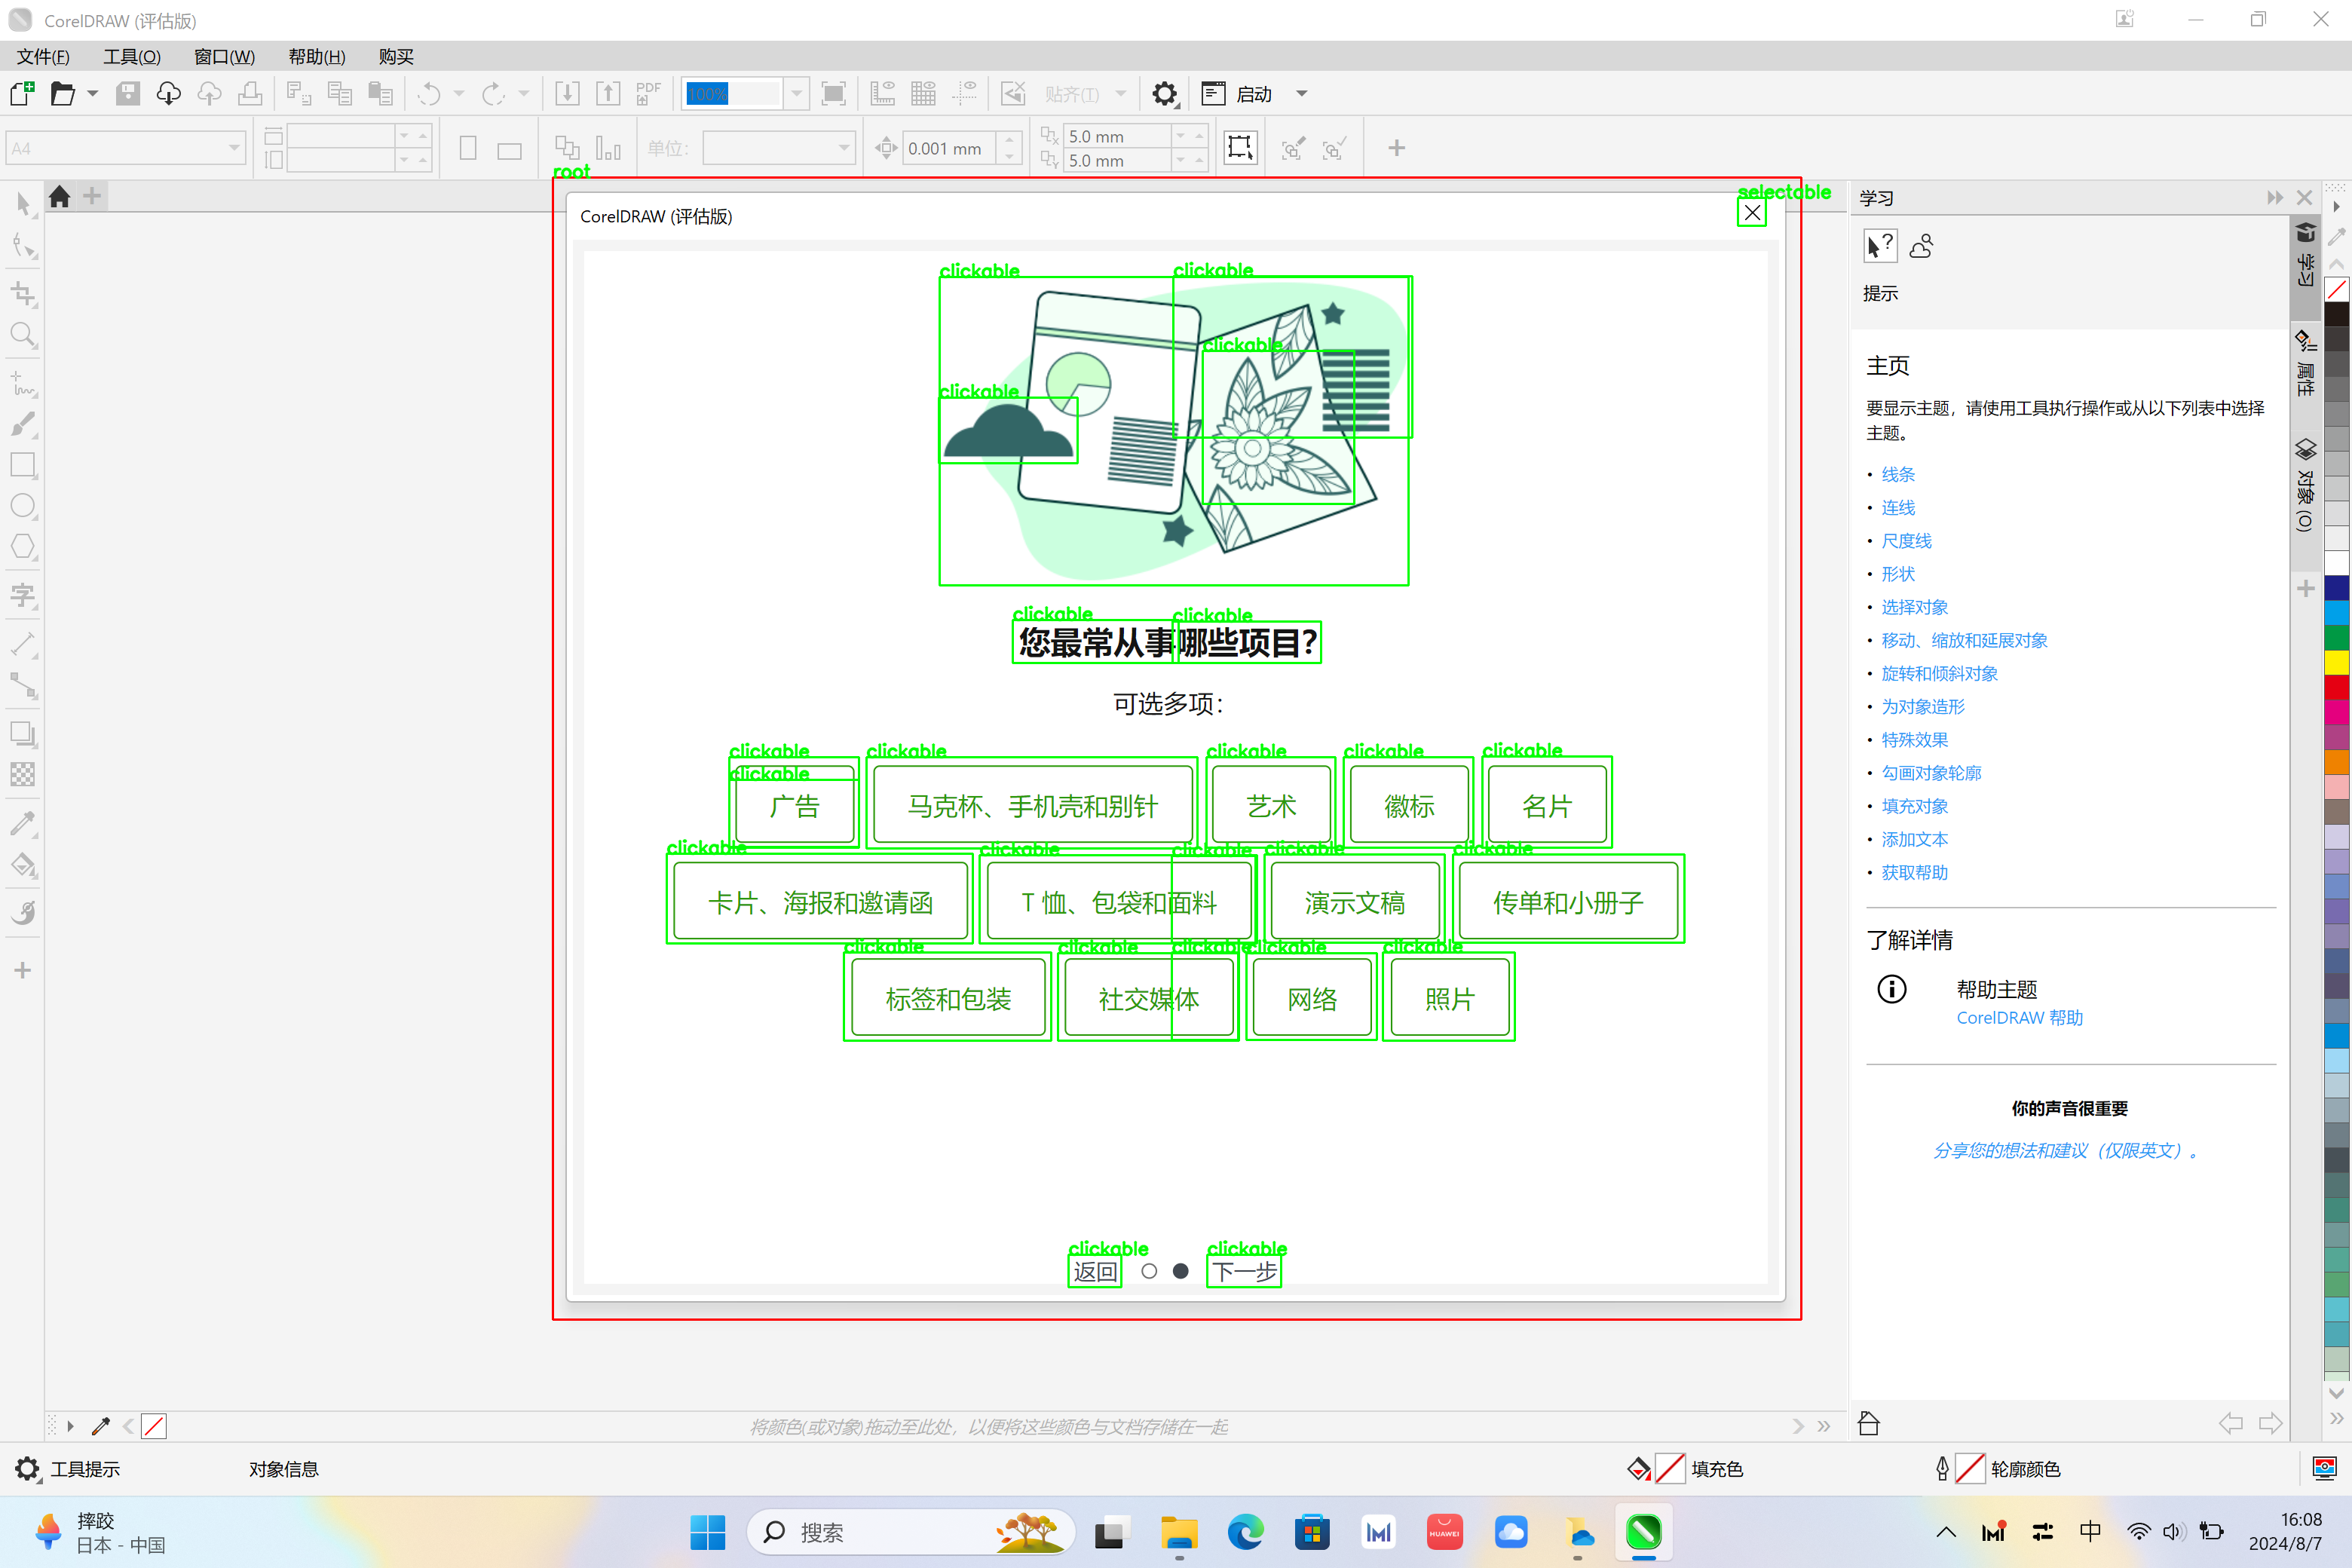 CorelDRAW (评估版)
文件(F) 工具(O) 窗口(W) 帮助(H) 购买
PDF 100% 贴齐(T) 启动
A4 单位: 0.001 mm 5.0 mm
5.0 mm
root
selectable
CorelDRAW (评估版)
学习
提示
学习
属性
对象 (O)
clickable clickable
clickable
clickable
clickable clickable
您最常从事哪些项目?
可选多项:
clickable clickable clickable clickable clickable
clickable
广告 马克杯、手机壳和别针 艺术 徽标 名片
clickable clickable clickable clickable clickable
卡片、海报和邀请函 T 恤、包袋和面料 演示文稿 传单和小册子
clickable clickable clickable clickable clickable
标签和包装 社交媒体 网络 照片
clickable clickable
返回 下一步
主页
要显示主题，请使用工具执行操作或从以下列表中选择
主题。
• 线条
• 连线
• 尺度线
• 形状
• 选择对象
• 移动、缩放和延展对象
• 旋转和倾斜对象
• 为对象造形
• 特殊效果
• 勾画对象轮廓
• 填充对象
• 添加文本
• 获取帮助
了解详情
帮助主题
CorelDRAW 帮助
你的声音很重要
分享您的想法和建议（仅限英文）。
将颜色(或对象)拖动至此处，以便将这些颜色与文档存储在一起
工具提示 对象信息 填充色 轮廓颜色
摔跤
日本 - 中国
搜索
HUAWEI
中
16:08
2024/8/7